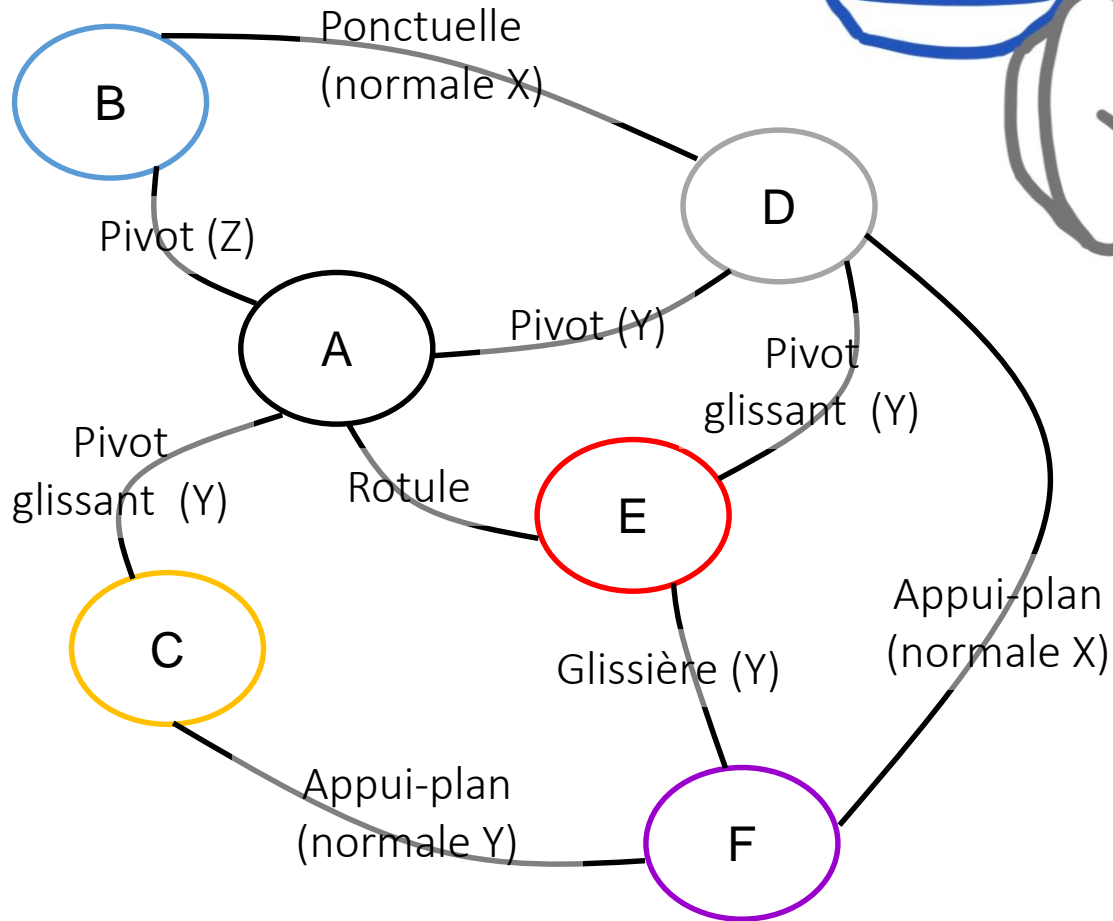 Ponctuelle
(normale X)
B
D
Pivot (Z)
Pivot (Y)
A
Pivot
glissant (Y)
Pivot
glissant (Y)
Rotule
E
Appui-plan
(normale X)
C
Glissière (Y)
Appui-plan
(normale Y)
F